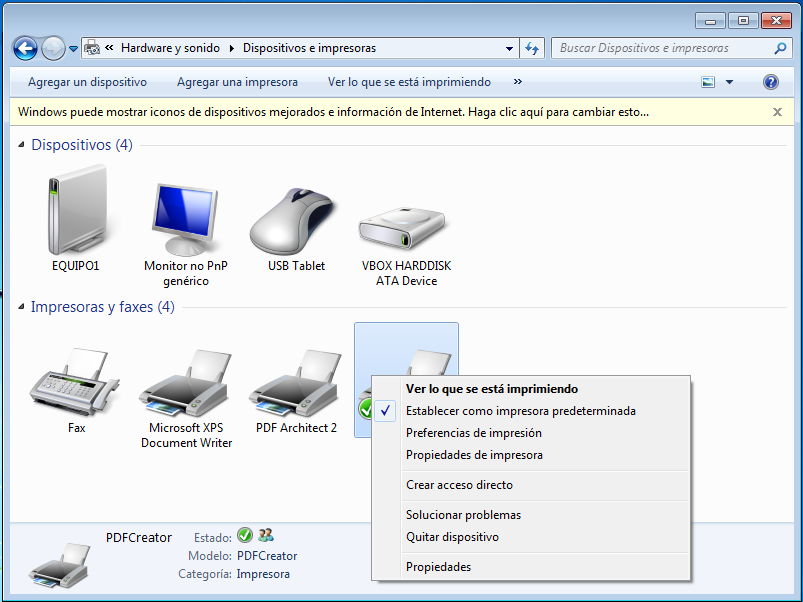 « Hardware y sonido ▸ Dispositivos e impresoras
Buscar Dispositivos e impresoras
Agregar un dispositivo Agregar una impresora Ver lo que se está imprimiendo »
Windows puede mostrar iconos de dispositivos mejorados e información de Internet. Haga clic aquí para cambiar esto...
Dispositivos (4)
EQUIPO1
Monitor no PnP
genérico
USB Tablet
VBOX HARDDISK
ATA Device
Impresoras y faxes (4)
Fax
Microsoft XPS
Document Writer
PDF Architect 2
Ver lo que se está imprimiendo
Establecer como impresora predeterminada
Preferencias de impresión
Propiedades de impresora
Crear acceso directo
Solucionar problemas
Quitar dispositivo
Propiedades
PDFCreator
Estado:
Modelo: PDFCreator
Categoría: Impresora